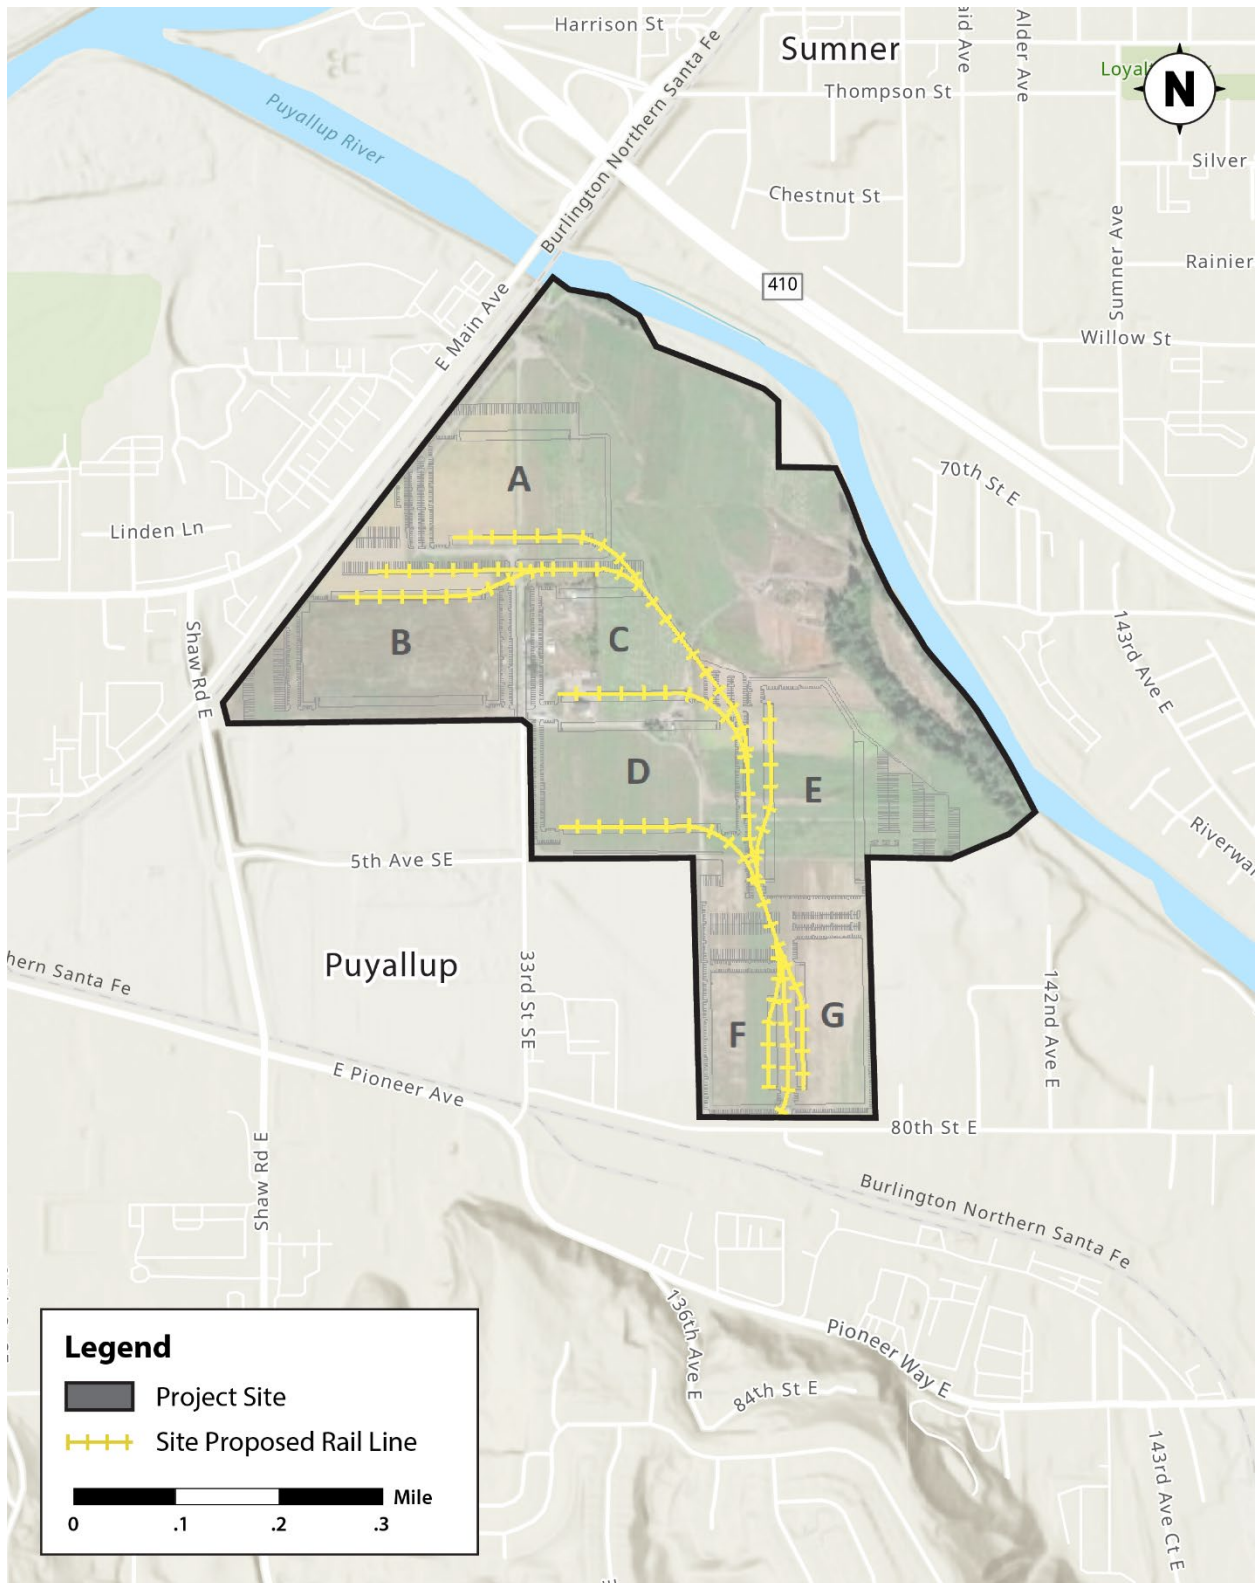 Harrison St
Sumner
Alder Ave
Thompson St
N
Burlington Northern Santa Fe
Puyallup River
Silver
Chestnut St
Sumner Ave
Rainier
410
E Main Ave
Willow St
70th St E
A
Linden Ln
143rd Ave E
Shaw Rd E
B
C
D
E
Riverwa
5th Ave SE
Puyallup
hern Santa Fe
33rd St SE
142nd Ave E
F
G
E Pioneer Ave
80th St E
Shaw Rd E
Burlington Northern Santa Fe
136th Ave E
Pioneer Way E
84th St E
143rd Ave Ct E
Legend
Project Site
Site Proposed Rail Line
Mile
0 .1 .2 .3